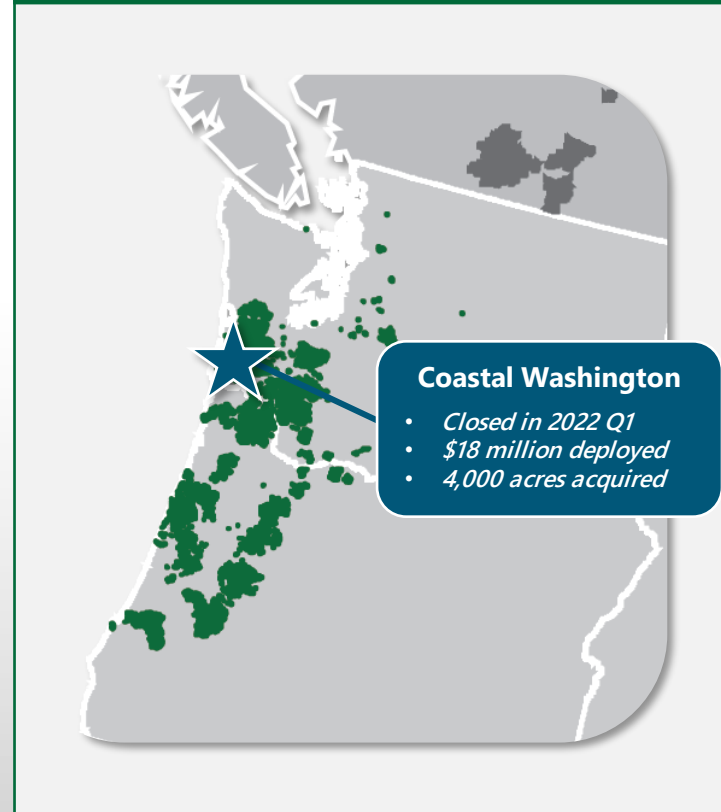 Coastal Washington
• Closed in 2022 Q1
• $18 million deployed
• 4,000 acres acquired